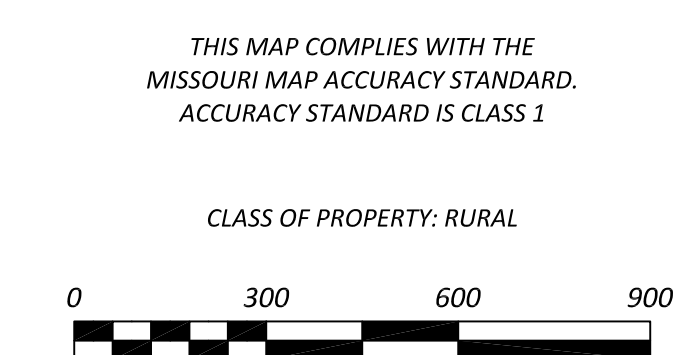 THIS MAP COMPLIES WITH THE
MISSOURI MAP ACCURACY STANDARD.
ACCURACY STANDARD IS CLASS 1
CLASS OF PROPERTY: RURAL
0 300 600 900